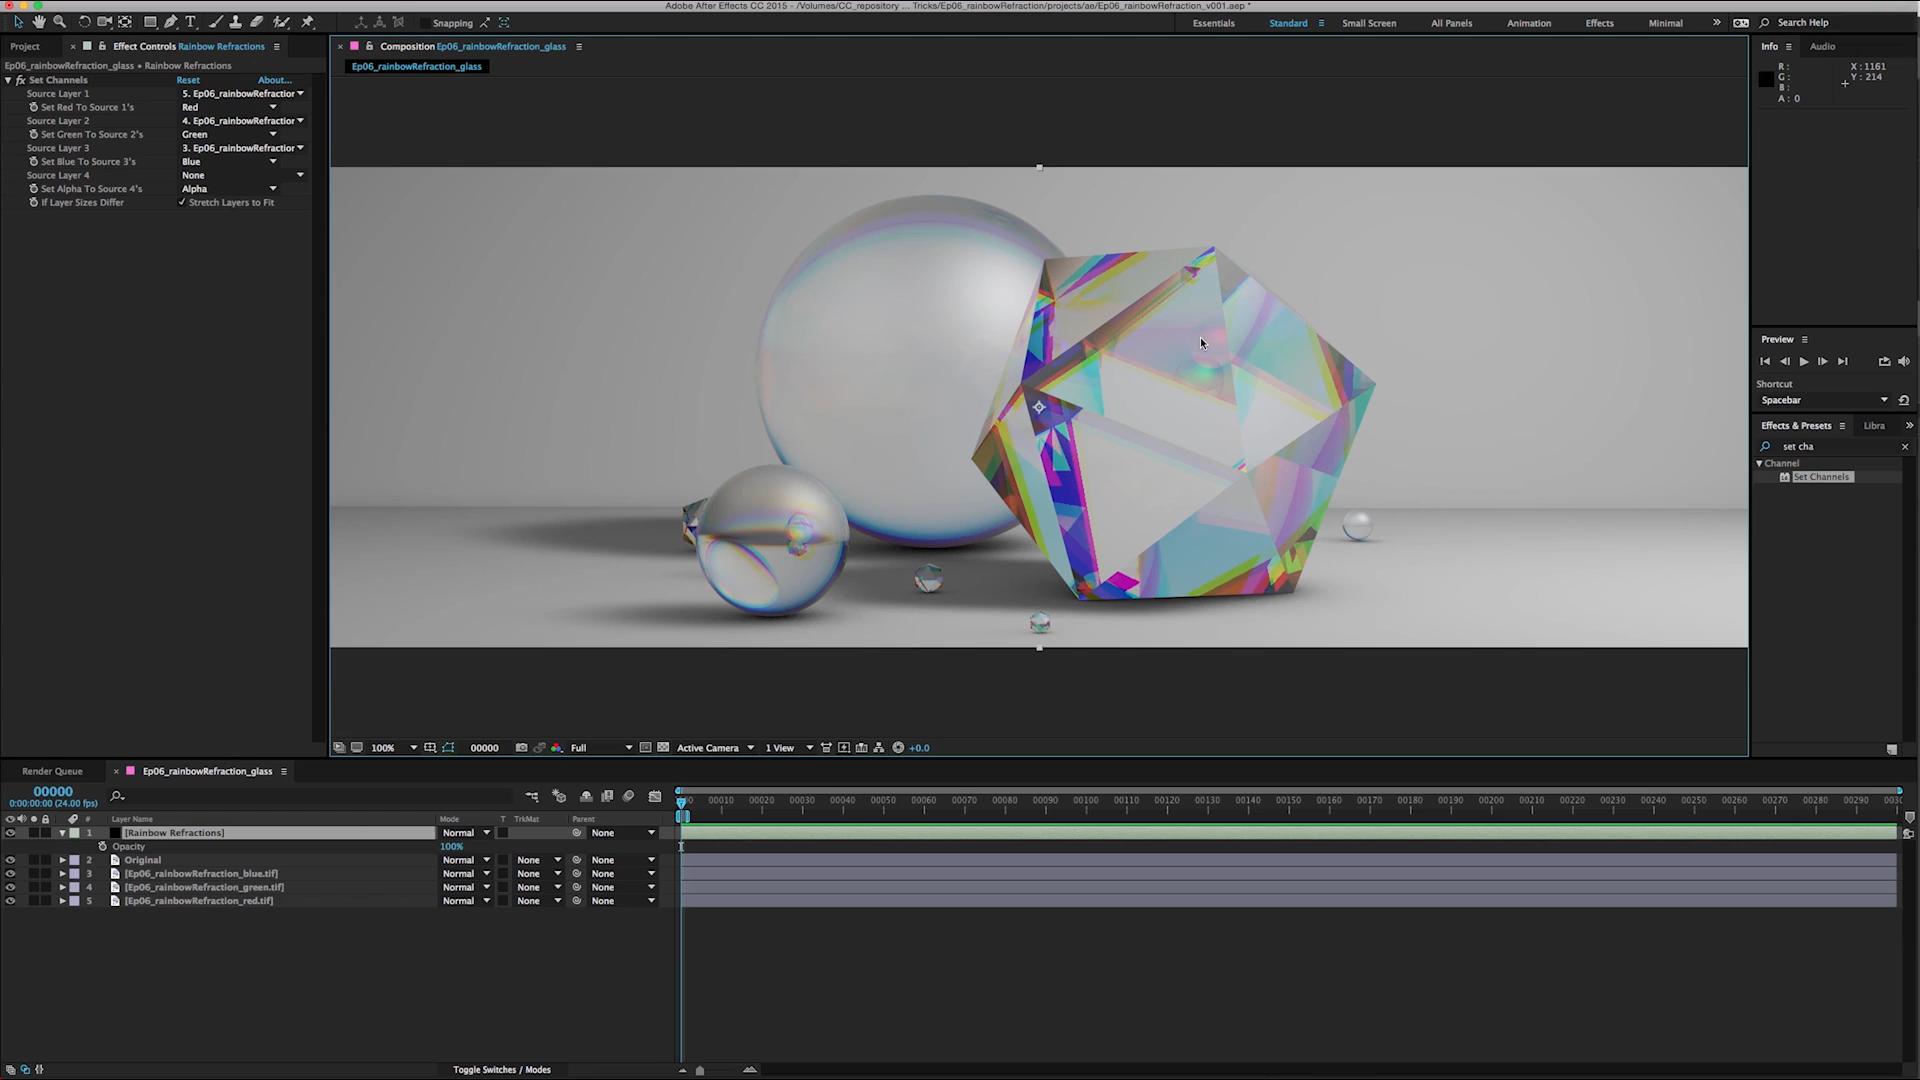 Adobe After Effects CC 2015 - /Volumes/CC_repository ... Tricks/Ep06_rainbowRefraction/projects/ae/Ep06_rainbowRefraction_v001.aep *
Snapping
Essentials
Standard
Small Screen
All Panels
Animation
Effects
Minimal
Search Help
Project
Effect Controls Rainbow Refractions
Composition Ep06_rainbowRefraction_glass
Ep06_rainbowRefraction_glass
Info
Audio
Ep06_rainbowRefraction_glass • Rainbow Refractions
fx Set Channels
Reset
About...
Source Layer 1
5. Ep06_rainbowRefraction
Set Red To Source 1's
Red
Source Layer 2
4. Ep06_rainbowRefraction
Set Green To Source 2's
Green
Source Layer 3
3. Ep06_rainbowRefraction
Set Blue To Source 3's
Blue
Source Layer 4
None
Set Alpha To Source 4's
Alpha
If Layer Sizes Differ
Stretch Layers to Fit
R :
G :
B :
A : 0
X : 1161
Y : 214
Preview
Shortcut
Spacebar
Effects & Presets
Libra
set cha
Channel
Set Channels
100%
00000
Full
Active Camera
1 View
+0.0
Render Queue
Ep06_rainbowRefraction_glass
00000
0:00:00:00 (24.00 fps)
00 00010 00020 00030 00040 00050 00060 00070 00080 00090 00100 00110 00120 00130 00140 00150 00160 00170 00180 00190 00200 00210 00220 00230 00240 00250 00260 00270 00280 00290 0030
# Layer Name Mode T TrkMat Parent
1 [Rainbow Refractions] Normal None
Opacity 100%
2 Original Normal None None
3 [Ep06_rainbowRefraction_blue.tif] Normal None None
4 [Ep06_rainbowRefraction_green.tif] Normal None None
5 [Ep06_rainbowRefraction_red.tif] Normal None None
Toggle Switches / Modes